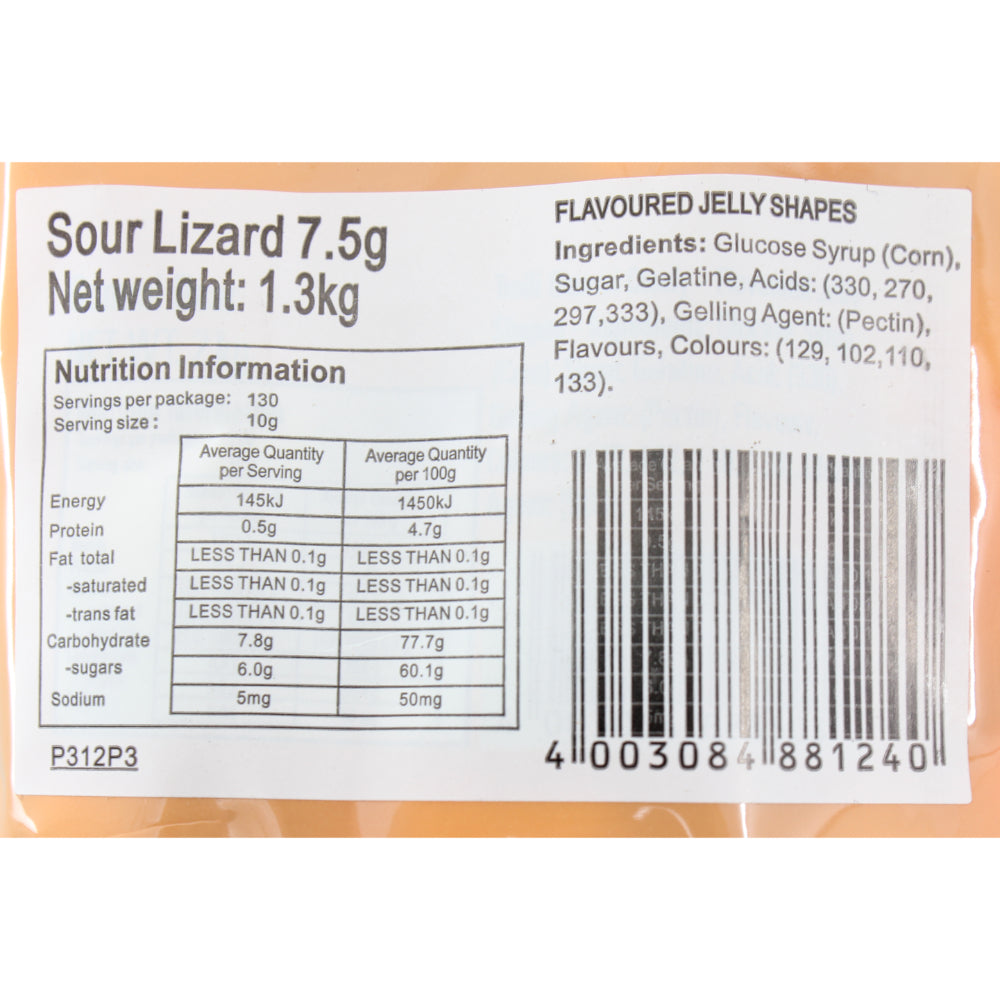 Sour Lizard 7.5g
Net weight: 1.3kg
Nutrition Information
Servings per package: 130
Serving size: 10g
Average Quantity per Serving Average Quantity per 100g
Energy 145kJ 1450kJ
Protein 0.5g 4.7g
Fat total LESS THAN 0.1g LESS THAN 0.1g
-saturated LESS THAN 0.1g LESS THAN 0.1g
-trans fat LESS THAN 0.1g LESS THAN 0.1g
Carbohydrate 7.8g 77.7g
-sugars 6.0g 60.1g
Sodium 5mg 50mg
P312P3
FLAVOURED JELLY SHAPES
Ingredients: Glucose Syrup (Corn),
Sugar, Gelatine, Acids: (330, 270,
297,333), Gelling Agent: (Pectin),
Flavours, Colours: (129, 102,110,
133).
4 003084 881240